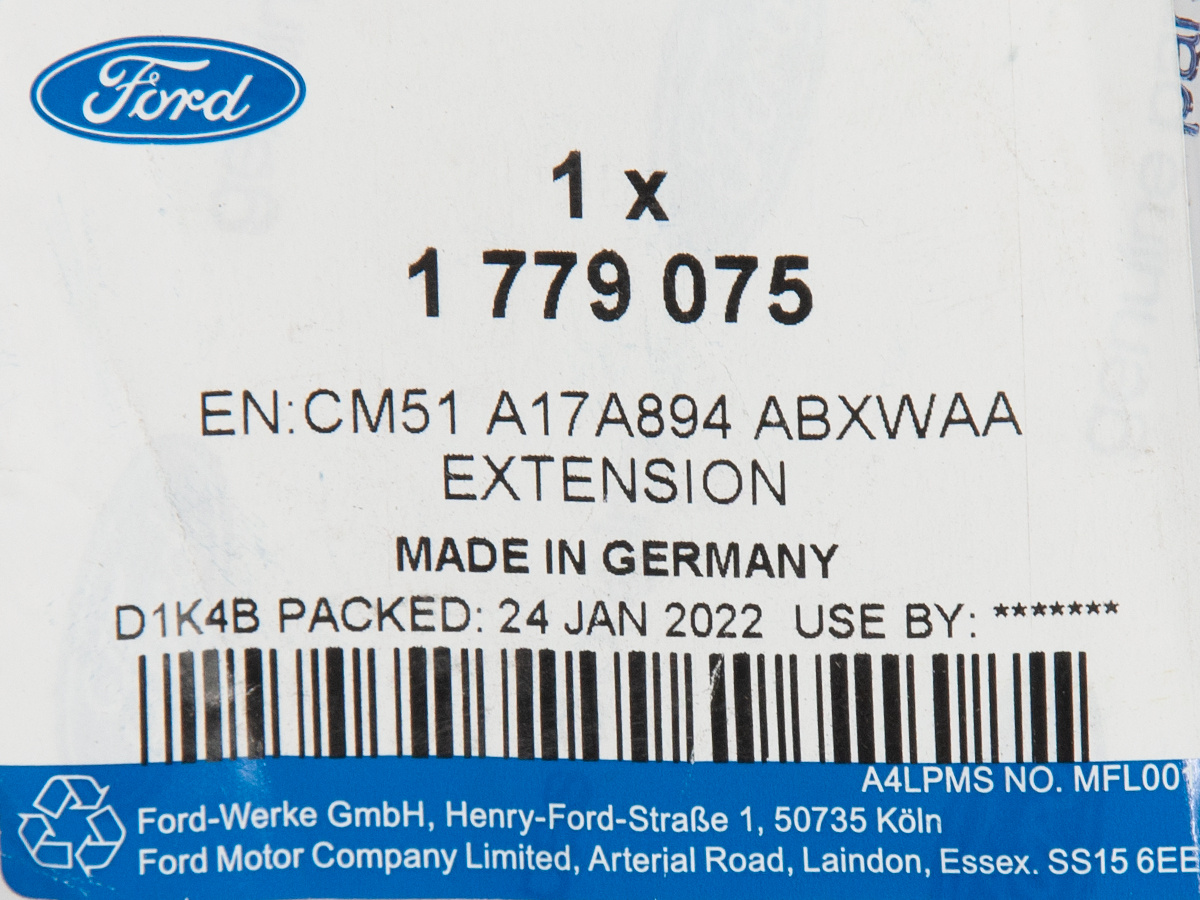 Ford
1 x
1 779 075
EN:CM51 A17A894 ABXWAA
EXTENSION
MADE IN GERMANY
D1K4B PACKED: 24 JAN 2022 USE BY: *******
A4LPMS NO. MFL00
Ford-Werke GmbH, Henry-Ford-Straße 1, 50735 Köln
Ford Motor Company Limited, Arterial Road, Laindon, Essex. SS15 6EE